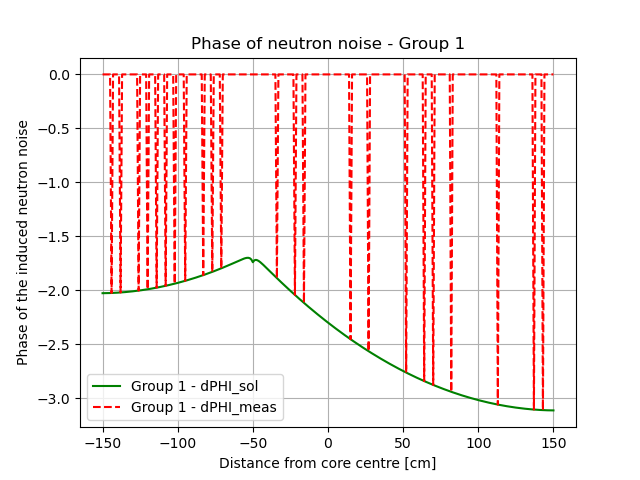 Phase of neutron noise - Group 1
Phase of the induced neutron noise
0.0
−0.5
−1.0
−1.5
−2.0
−2.5
−3.0
Group 1 - dPHI_sol
Group 1 - dPHI_meas
−150 −100 −50 0 50 100 150
Distance from core centre [cm]